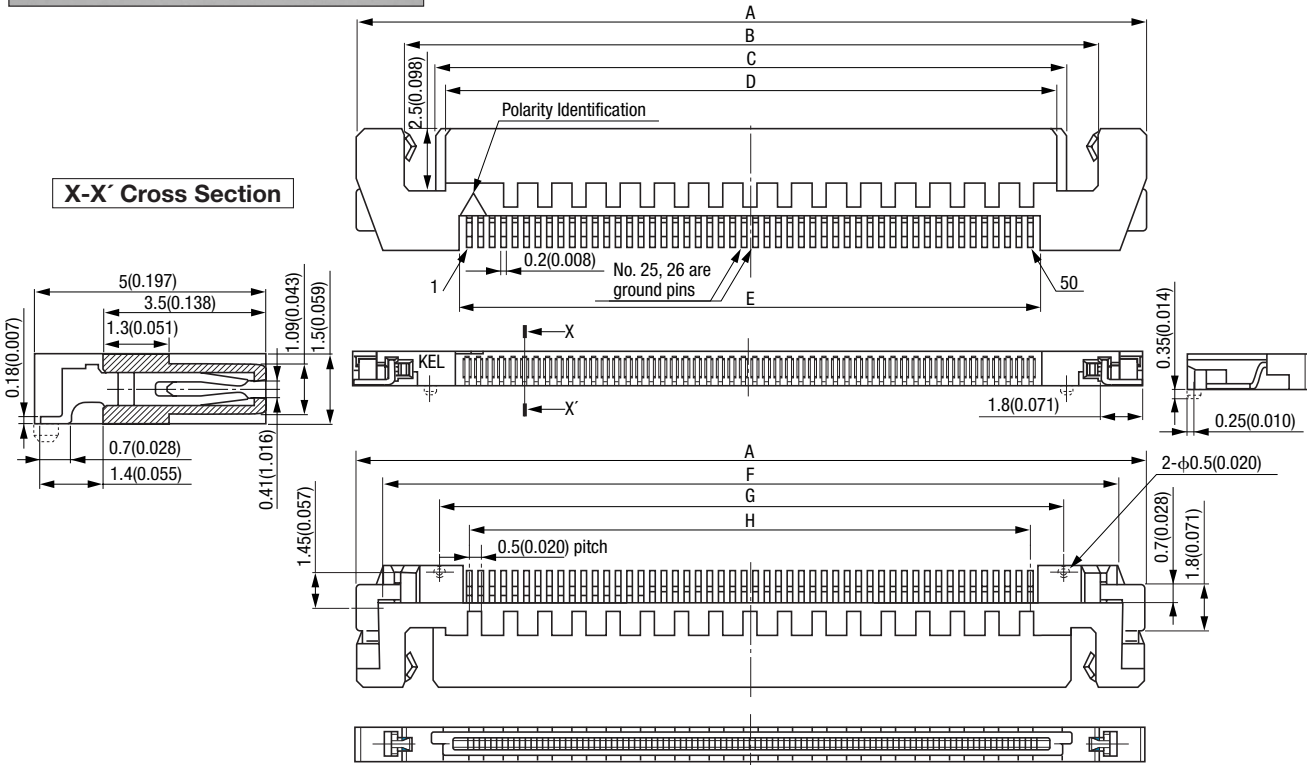 A
B
C
D
2.5(0.098)
Polarity Identification
X-X´ Cross Section
5(0.197)
3.5(0.138)
1.3(0.051)
1.09(0.043)
1.5(0.059)
0.18(0.007)
0.7(0.028)
1.4(0.055)
0.41(1.016)
1
0.2(0.008)
No. 25, 26 are
ground pins
50
E
X
KEL
X´
1.8(0.071)
0.35(0.014)
0.25(0.010)
A
F
G
H
2-φ0.5(0.020)
0.5(0.020) pitch
1.45(0.057)
0.7(0.028)
1.8(0.071)